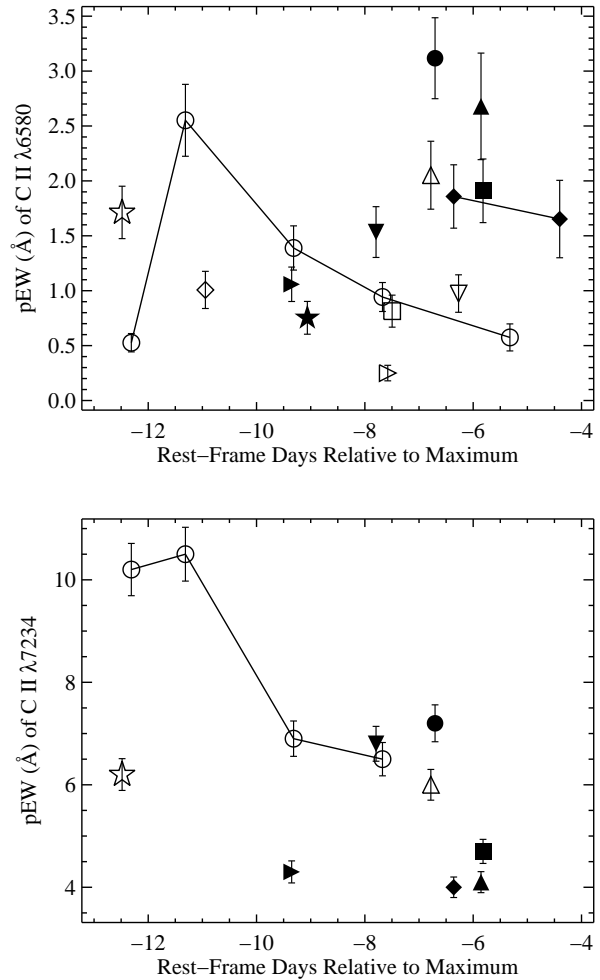 3.5
3.0
2.5
2.0
1.5
1.0
0.5
0.0
pEW (Å) of C II λ6580
−12 −10 −8 −6 −4
Rest−Frame Days Relative to Maximum
10
8
6
4
pEW (Å) of C II λ7234
−12 −10 −8 −6 −4
Rest−Frame Days Relative to Maximum